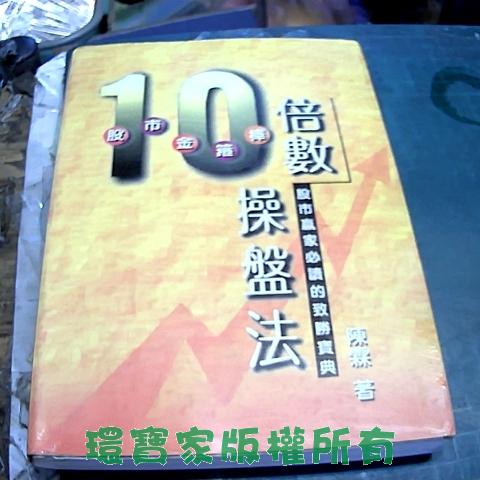 10倍數
股市金箍棒
操盤法
股市贏家必讀的致勝寶典
陳霖 著
環寶家版權所有